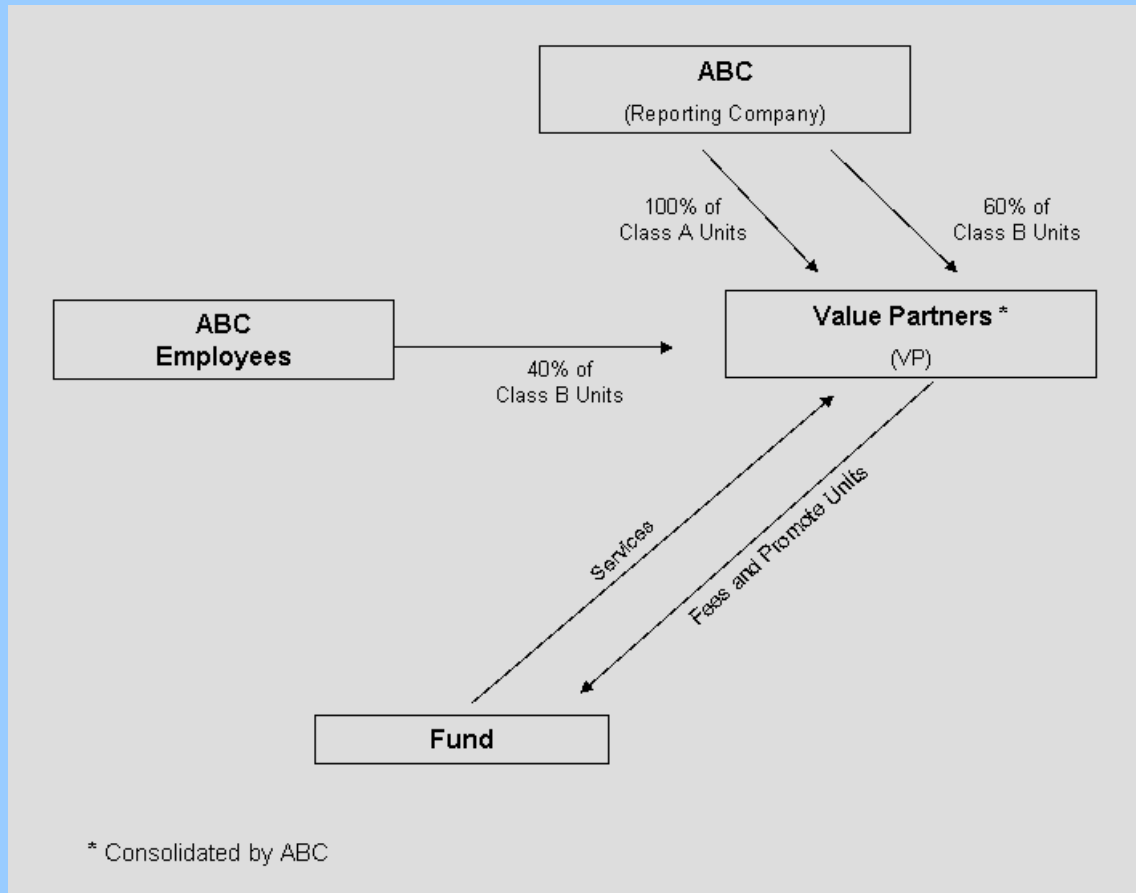 ABC
(Reporting Company)
100% of
Class A Units
60% of
Class B Units
ABC
Employees
40% of
Class B Units
Value Partners *
(VP)
Services
Fees and Promote Units
Fund
* Consolidated by ABC